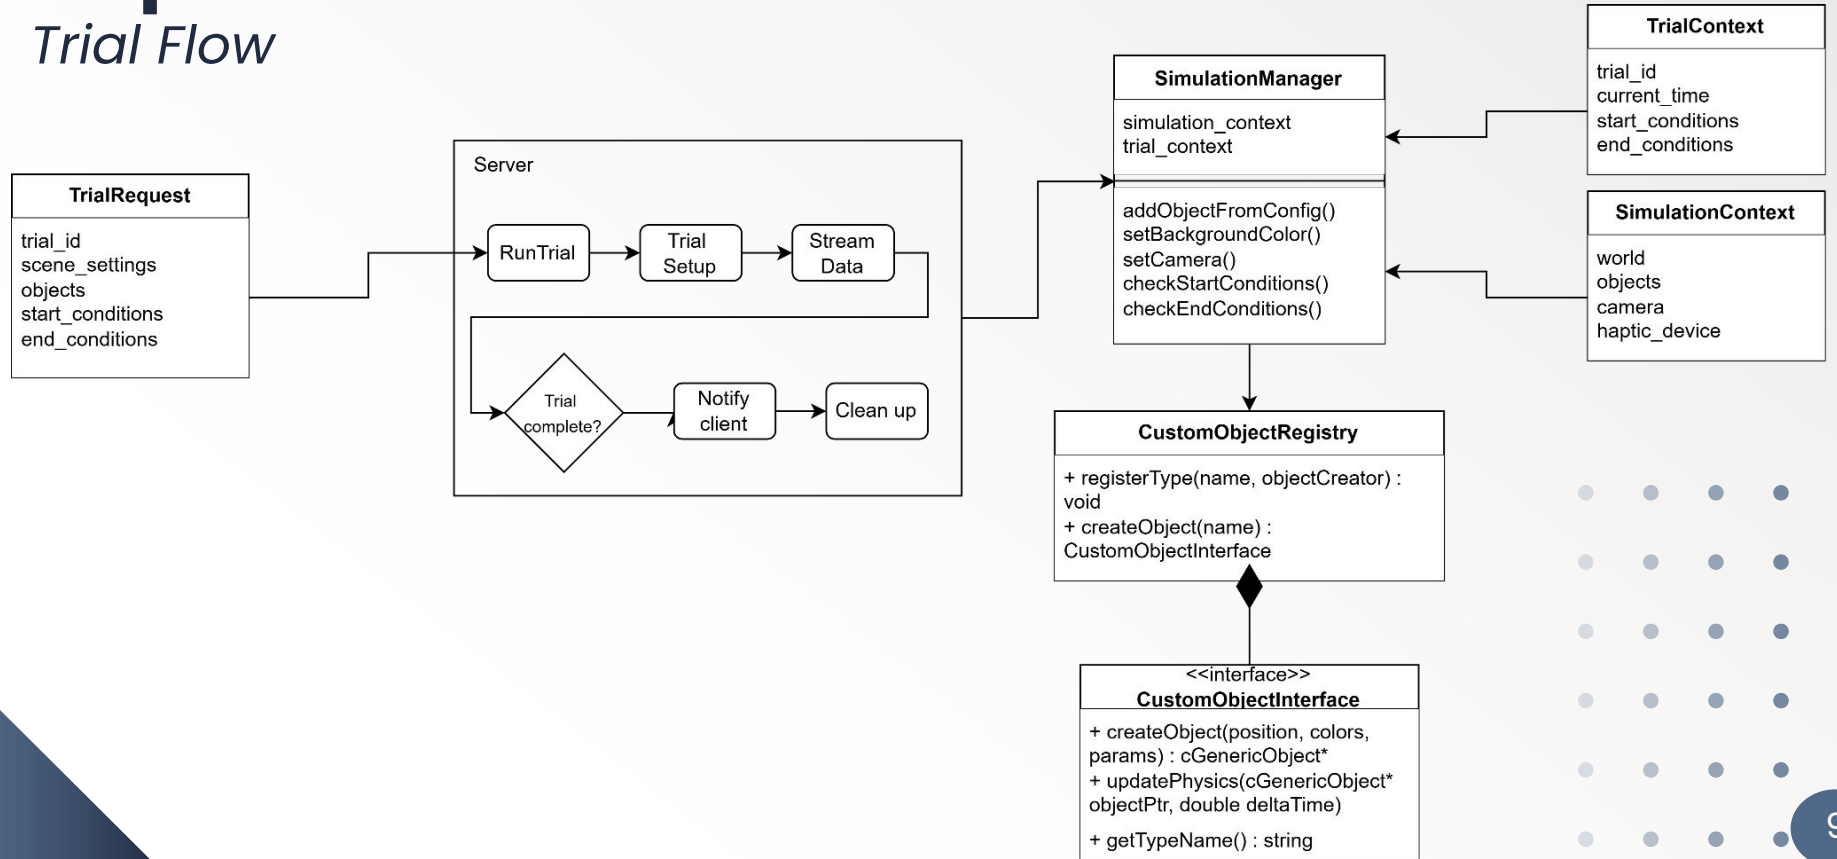 Trial Flow
TrialRequest
trial_id
scene_settings
objects
start_conditions
end_conditions
Server
RunTrial
Trial
Setup
Stream
Data
Trial
complete?
Notify
client
Clean up
SimulationManager
simulation_context
trial_context
addObjectFromConfig()
setBackgroundColor()
setCamera()
checkStartConditions()
checkEndConditions()
TrialContext
trial_id
current_time
start_conditions
end_conditions
SimulationContext
world
objects
camera
haptic_device
CustomObjectRegistry
+ registerType(name, objectCreator) :
void
+ createObject(name) :
CustomObjectInterface
<<interface>>
CustomObjectInterface
+ createObject(position, colors,
params) : cGenericObject*
+ updatePhysics(cGenericObject*
objectPtr, double deltaTime)
+ getTypeName() : string